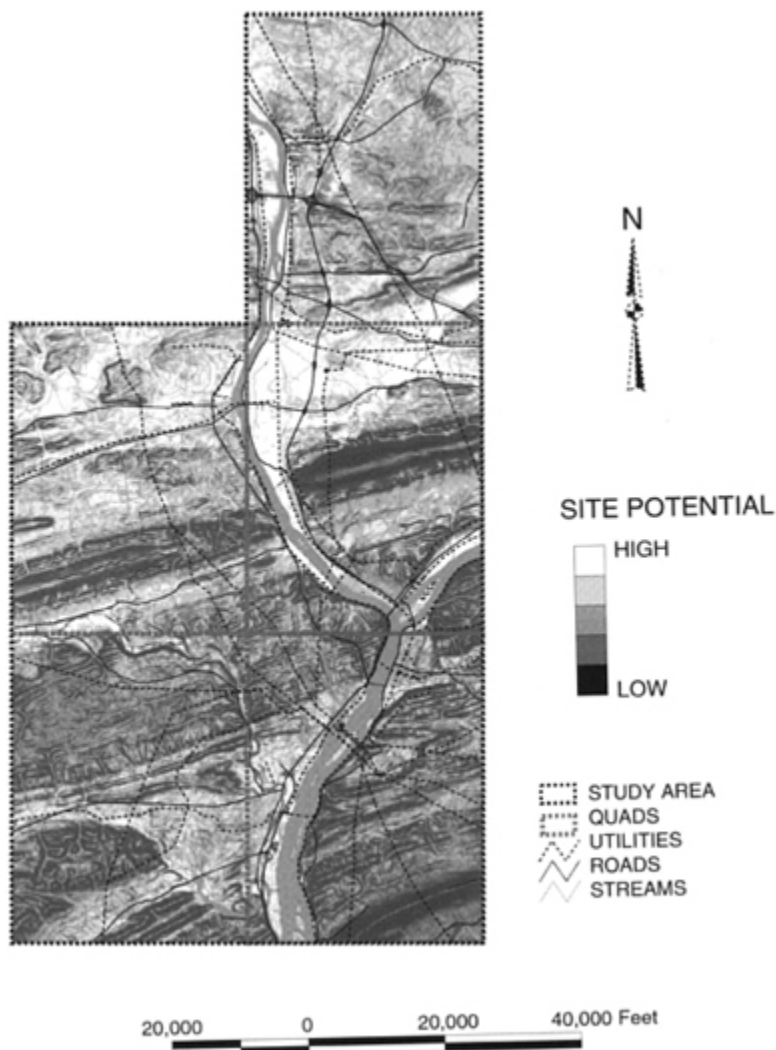 N
SITE POTENTIAL
HIGH
LOW
STUDY AREA
QUADS
UTILITIES
ROADS
STREAMS
20,000 0 20,000 40,000 Feet